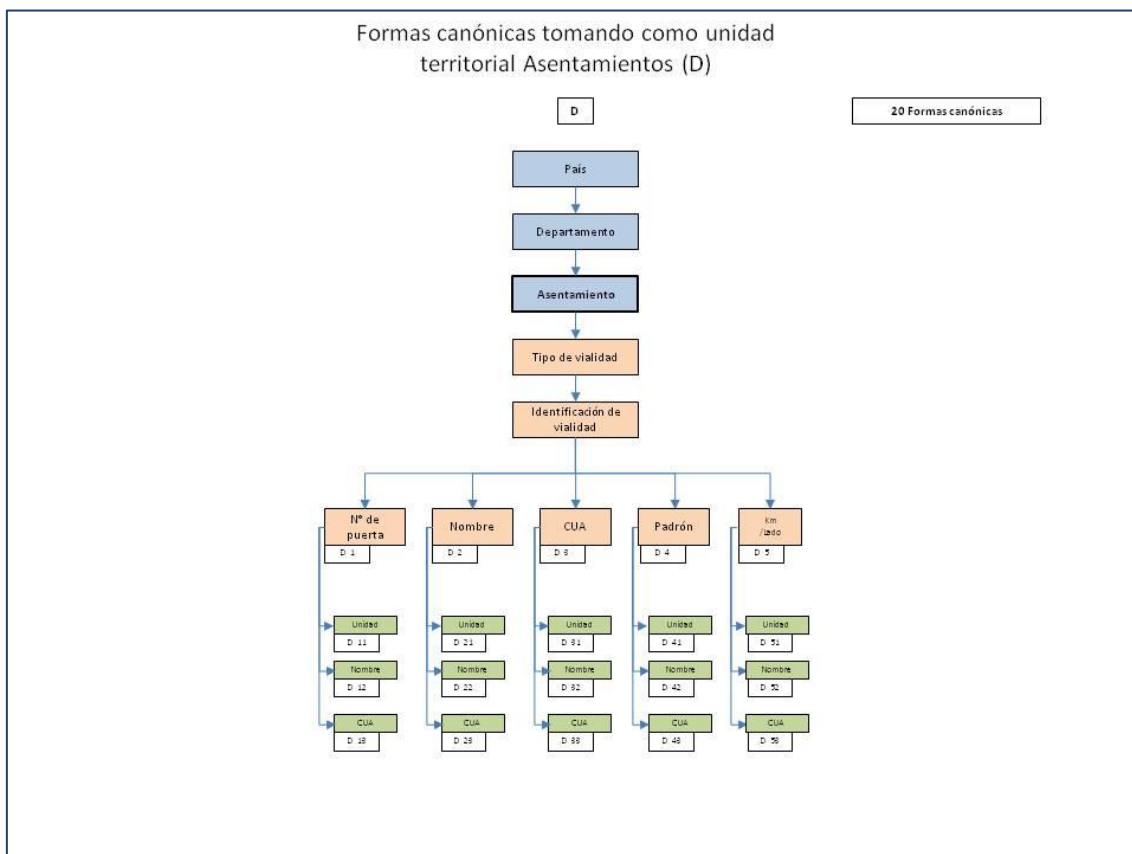 Formas canónicas tomando como unidad
territorial Asentamientos (D)
D
20 Formas canónicas
País
Departamento
Asentamiento
Tipo de vialidad
Identificación de
vialidad
N° de
puerta
D 1
Nombre
D 2
CUA
D 3
Padrón
D 4
Km
/Lado
D 5
Unidad
D 11
Nombre
D 12
CUA
D 13
Unidad
D 21
Nombre
D 22
CUA
D 23
Unidad
D 31
Nombre
D 32
CUA
D 33
Unidad
D 41
Nombre
D 42
CUA
D 43
Unidad
D 51
Nombre
D 52
CUA
D 53